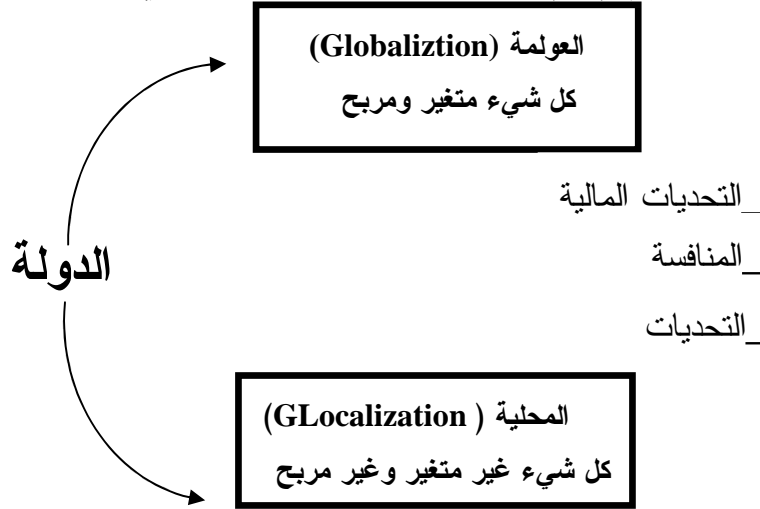 العولمة (Globaliztion)
كل شيء متغير ومربح
_التحديات المالية
_المنافسة
الدولة
_التحديات
المحلية ( GLocalization)
كل شيء غير متغير وغير مربح